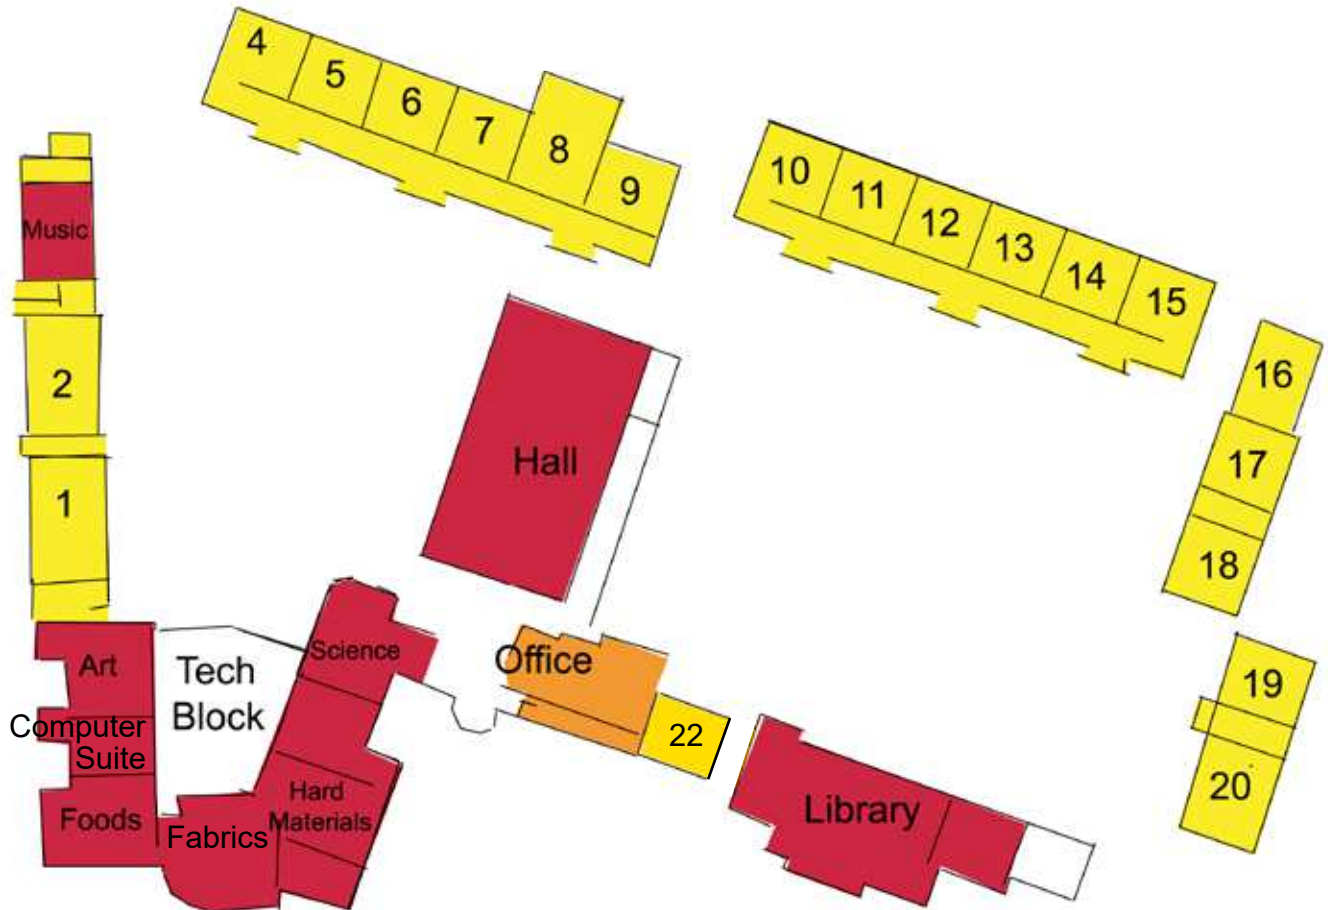 4
5
6
7
8
9
10
11
12
13
14
15
16
17
18
19
20
Music
2
1
Hall
Art
Computer
Suite
Foods
Tech
Block
Science
Hard
Materials
Fabrics
Office
22
Library